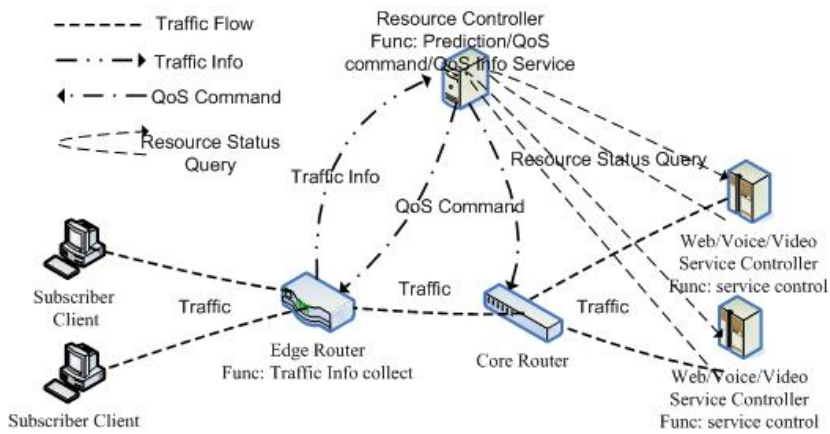 Traffic Flow
Traffic Info
QoS Command
Resource Status
Query
Resource Controller
Func: Prediction/QoS
command/QoS Info Service
Traffic Info
QoS Command
Resource Status Query
Subscriber
Client
Traffic
Subscriber Client
Edge Router
Func: Traffic Info collect
Traffic
Core Router
Traffic
Web/Voice/Video
Service Controller
Func: service control
Web/Voice/Video
Service Controller
Func: service control